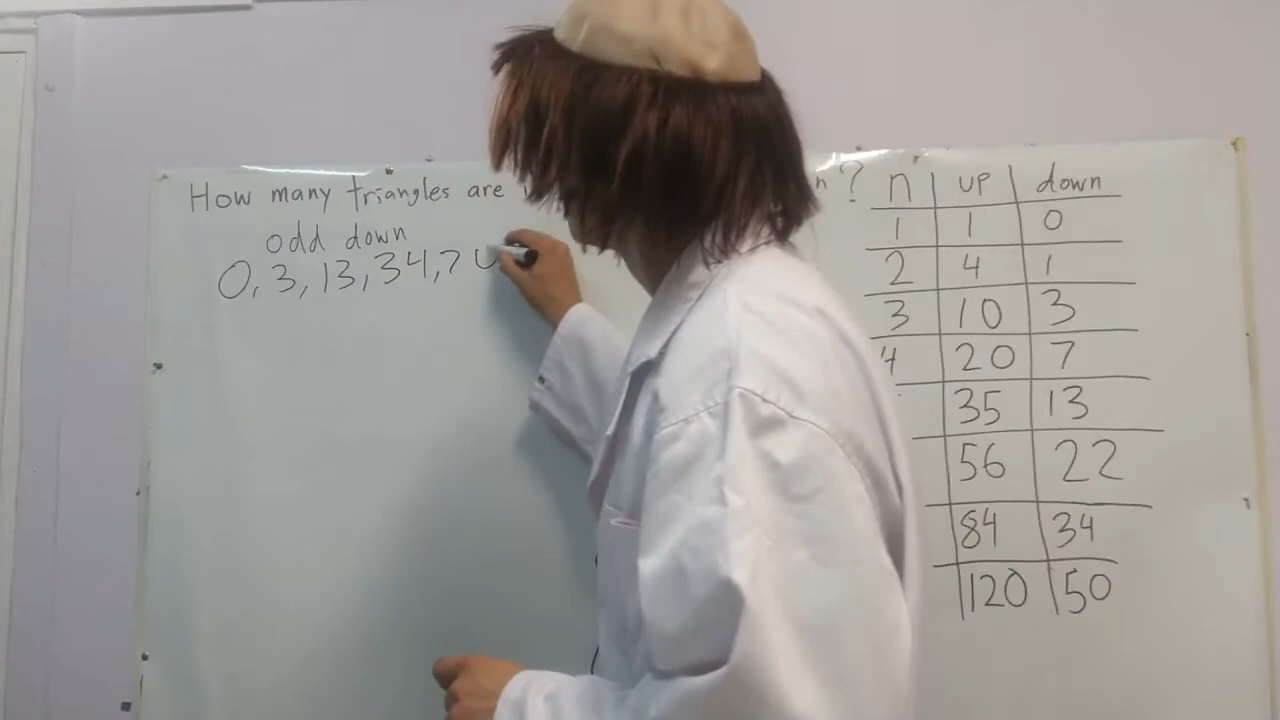 How many triangles are
odd down
0, 3, 13, 34, 7
n ?
n up down
1 1 0
2 4 1
3 10 3
4 20 7
35 13
56 22
84 34
120 50